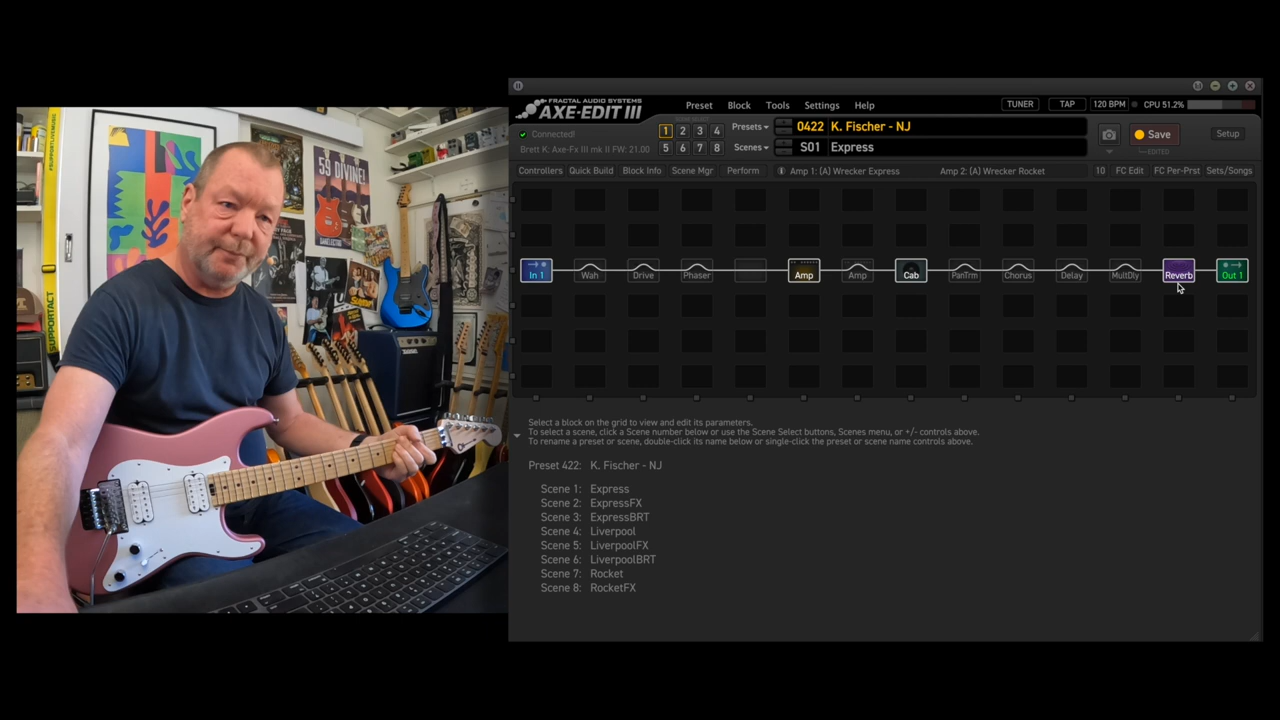 FRACTAL AUDIO SYSTEMS
AXE-EDIT III
Preset Block Tools Settings Help
TUNER TAP 120 BPM CPU 51.2%
Connected!
Brett K: Axe-Fx III mk II FW: 21.00
1 2 3 4
5 6 7 8
Presets
0422 K. Fischer - NJ
Scenes
S01 Express
Save
EDITED
Setup
Controllers Quick Build Block Info Scene Mgr Perform
Amp 1: (A) Wrecker Express Amp 2: (A) Wrecker Rocket
10 FC Edit FC Per-Prst Sets/Songs
In 1 Wah Drive Phaser Amp Amp Cab PanTrm Chorus Delay MultDly Reverb Out 1
Select a block on the grid to view and edit its parameters.
To select a scene, click a Scene number below or use the Scene Select buttons, Scenes menu, or +/- controls above.
To rename a preset or scene, double-click its name below or single-click the preset or scene name controls above.
Preset 422: K. Fischer - NJ
Scene 1: Express
Scene 2: ExpressFX
Scene 3: ExpressBRT
Scene 4: Liverpool
Scene 5: LiverpoolFX
Scene 6: LiverpoolBRT
Scene 7: Rocket
Scene 8: RocketFX
59 DIVINE!
DANELECTRO
#SUPPORTLIVEMUSIC
SUPPORTACT